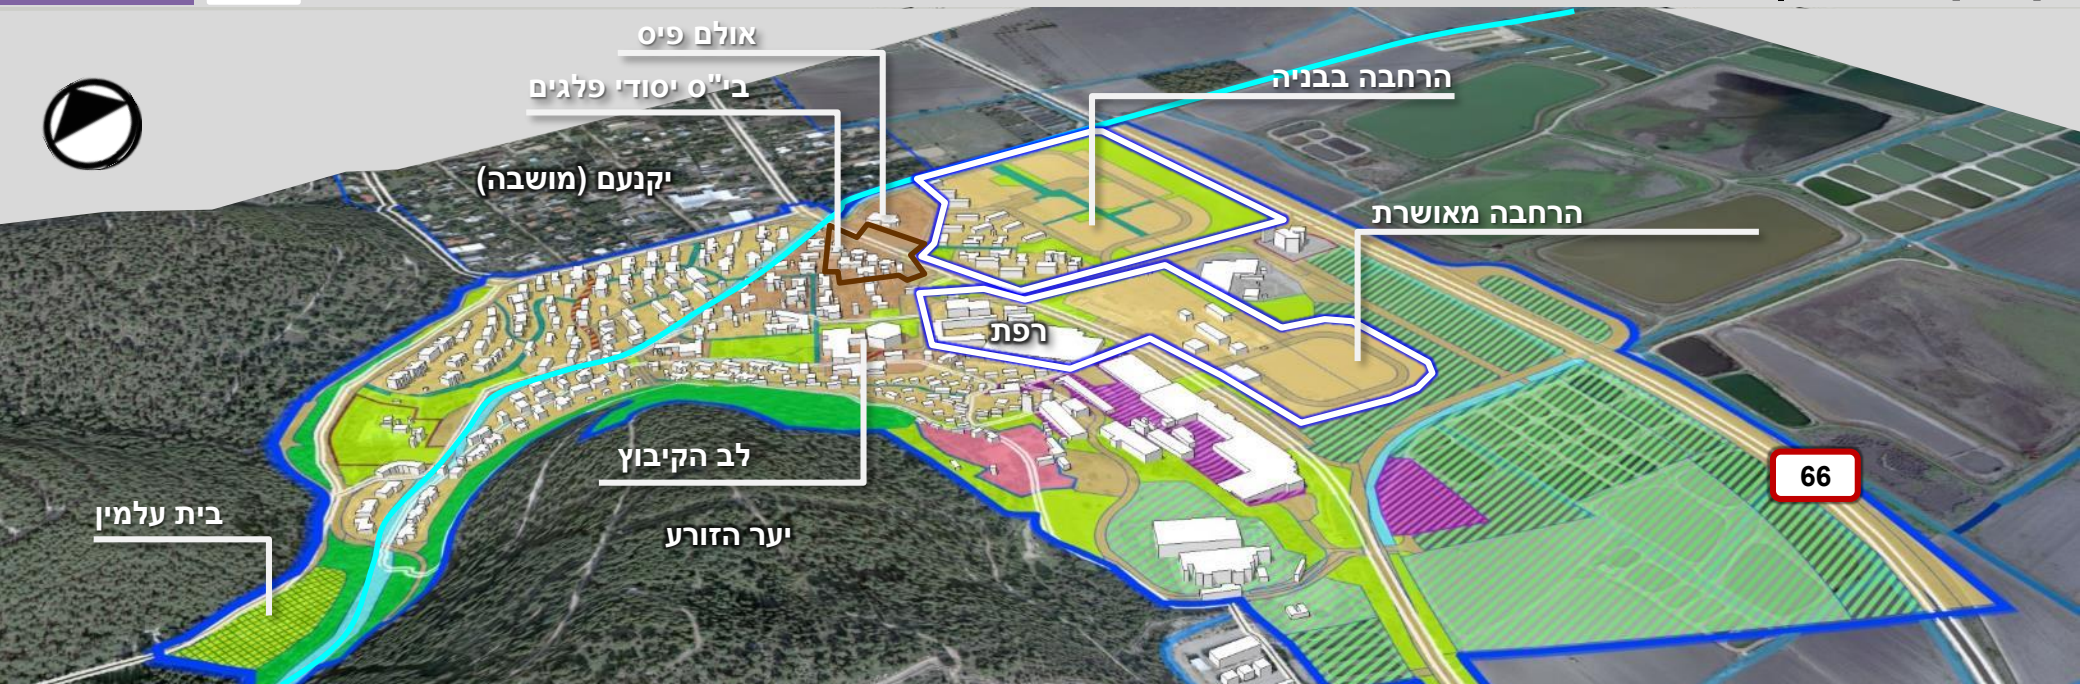 אולם פיס
בי"ס יסודי פלגים
הרחבה בבניה
יקנעם (מושבה)
הרחבה מאושרת
רפת
לב הקיבוץ
66
בית עלמין
יער הזורע